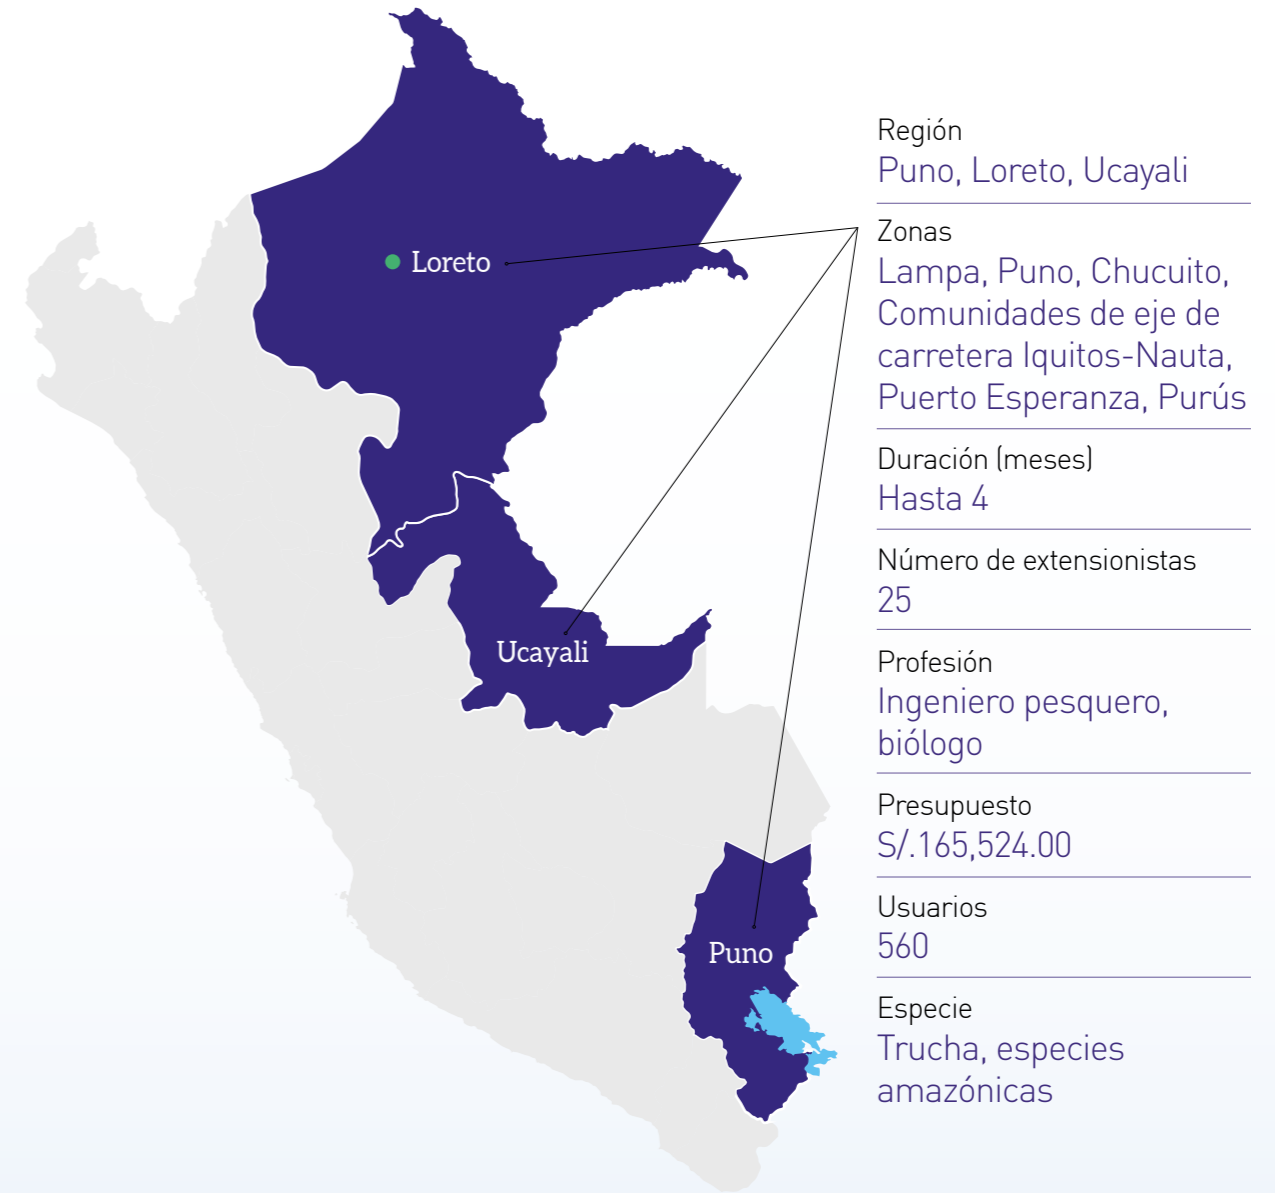 Loreto
Ucayali
Puno
Región
Puno, Loreto, Ucayali
Zonas
Lampa, Puno, Chucuito,
Comunidades de eje de
carretera Iquitos-Nauta,
Puerto Esperanza, Purús
Duración (meses)
Hasta 4
Número de extensionistas
25
Profesión
Ingeniero pesquero,
biólogo
Presupuesto
S/.165,524.00
Usuarios
560
Especie
Trucha, especies
amazónicas